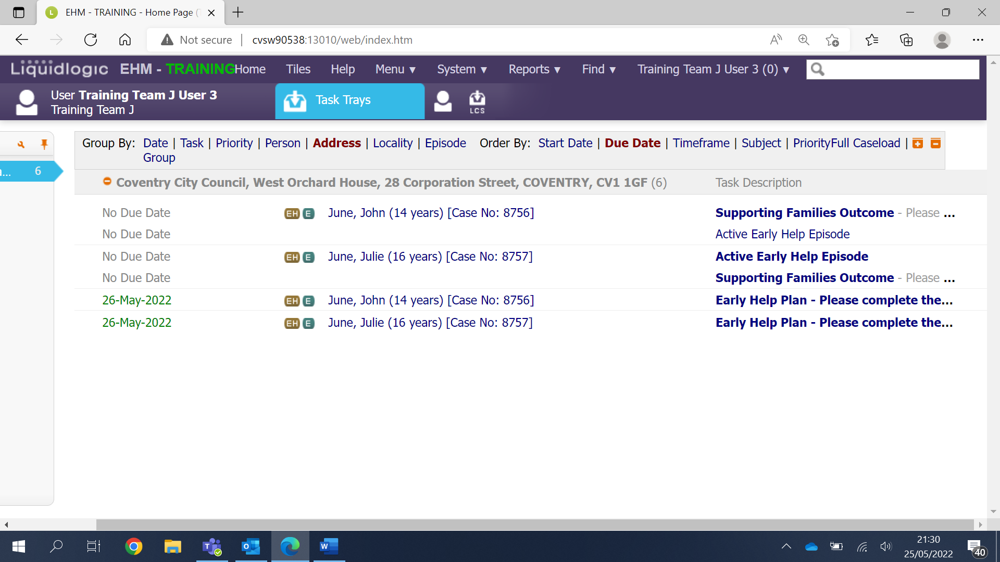 EHM - TRAINING - Home Page (
Not secure cvsw90538:13010/web/index.htm
Liquidlogic EHM - TRAINING Home Tiles Help Menu ▼ System ▼ Reports ▼ Find ▼ Training Team J User 3 (0) ▼
User Training Team J User 3
Training Team J
Task Trays
LCS
Group By: Date | Task | Priority | Person | Address | Locality | Episode Group
Order By: Start Date | Due Date | Timeframe | Subject | Priority Full Caseload |
a... 6
Coventry City Council, West Orchard House, 28 Corporation Street, COVENTRY, CV1 1GF (6) Task Description
No Due Date EH E June, John (14 years) [Case No: 8756] Supporting Families Outcome - Please ...
No Due Date Active Early Help Episode
No Due Date EH E June, Julie (16 years) [Case No: 8757] Active Early Help Episode
No Due Date Supporting Families Outcome - Please ...
26-May-2022 EH E June, John (14 years) [Case No: 8756] Early Help Plan - Please complete the...
26-May-2022 EH E June, Julie (16 years) [Case No: 8757] Early Help Plan - Please complete the...
21:30
25/05/2022
40